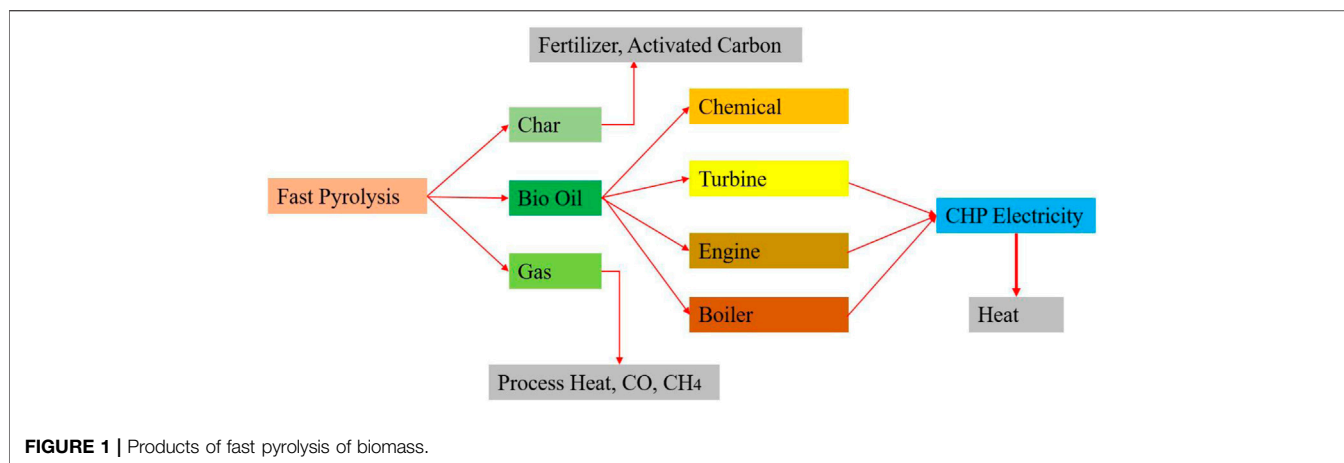 Fertilizer, Activated Carbon
Chemical
Char
Turbine
Fast Pyrolysis
Bio Oil
CHP Electricity
Engine
Gas
Boiler
Heat
Process Heat, CO, CH4
FIGURE 1 | Products of fast pyrolysis of biomass.